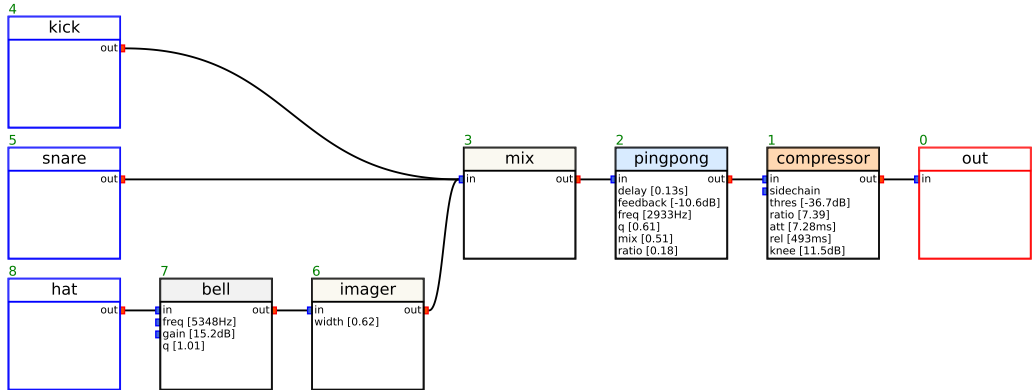 4
kick
out
5
snare
out
8
hat
out
7
bell
in
out
freq [5348Hz]
gain [15.2dB]
q [1.01]
6
imager
in
out
width [0.62]
3
mix
in
out
2
pingpong
in
out
delay [0.13s]
feedback [-10.6dB]
freq [2933Hz]
q [0.61]
mix [0.51]
ratio [0.18]
1
compressor
in
out
sidechain
thres [-36.7dB]
ratio [7.39]
att [7.28ms]
rel [493ms]
knee [11.5dB]
0
out
in